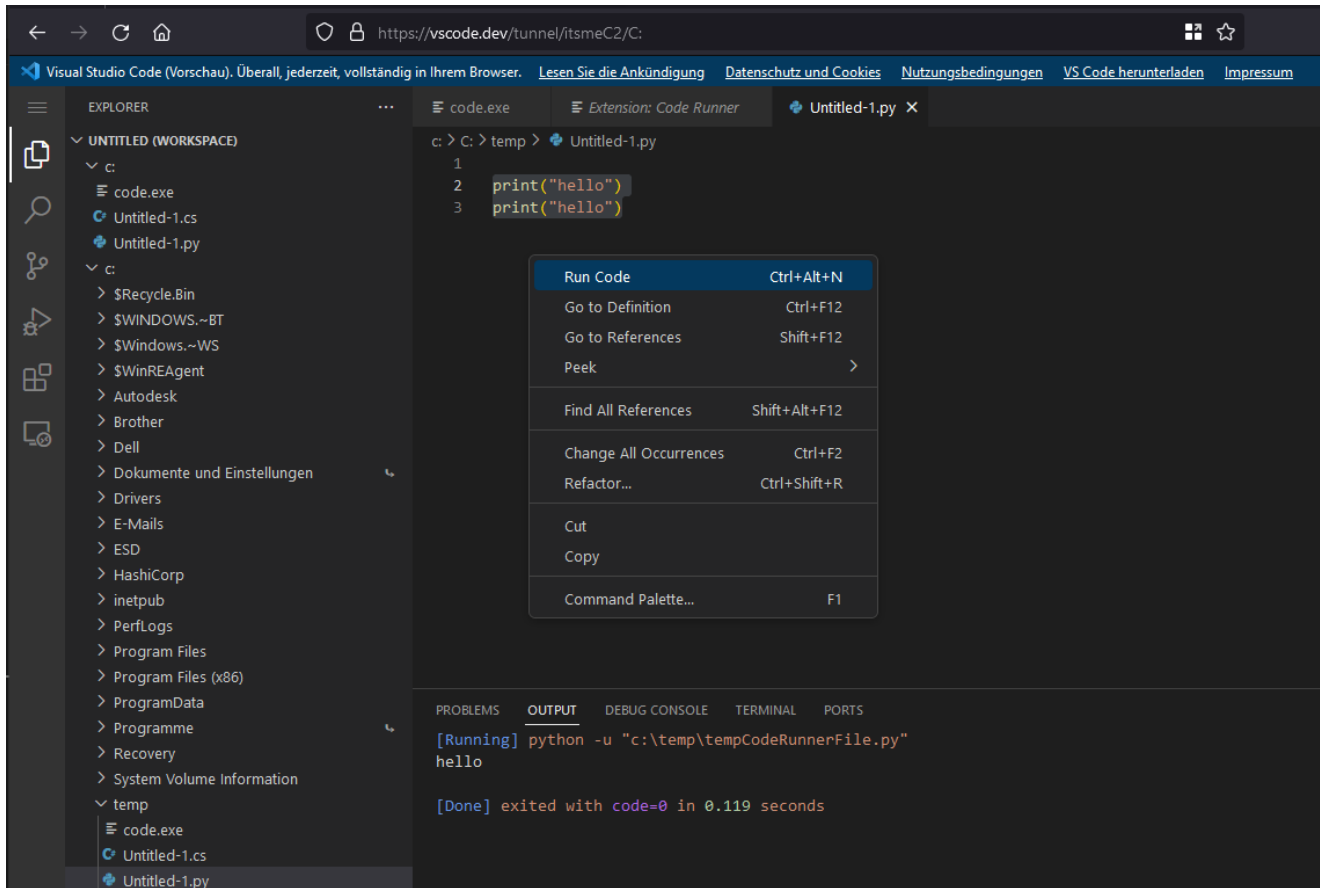 https://vscode.dev/tunnel/itsmeC2/C:
Visual Studio Code (Vorschau). Überall, jederzeit, vollständig in Ihrem Browser. Lesen Sie die Ankündigung Datenschutz und Cookies Nutzungsbedingungen VS Code herunterladen Impressum
EXPLORER ...
UNTITLED (WORKSPACE)
c:
code.exe
Untitled-1.cs
Untitled-1.py
c:
$Recycle.Bin
$WINDOWS.~BT
$Windows.~WS
$WinREAgent
Autodesk
Brother
Dell
Dokumente und Einstellungen
Drivers
E-Mails
ESD
HashiCorp
inetpub
PerfLogs
Program Files
Program Files (x86)
ProgramData
Programme
Recovery
System Volume Information
temp
code.exe
Untitled-1.cs
Untitled-1.py
code.exe Extension: Code Runner Untitled-1.py
c: > C: > temp > Untitled-1.py
1
2 print("hello")
3 print("hello")
Run Code Ctrl+Alt+N
Go to Definition Ctrl+F12
Go to References Shift+F12
Peek
Find All References Shift+Alt+F12
Change All Occurrences Ctrl+F2
Refactor... Ctrl+Shift+R
Cut
Copy
Command Palette... F1
PROBLEMS OUTPUT DEBUG CONSOLE TERMINAL PORTS
[Running] python -u "c:\temp\tempCodeRunnerFile.py"
hello
[Done] exited with code=0 in 0.119 seconds